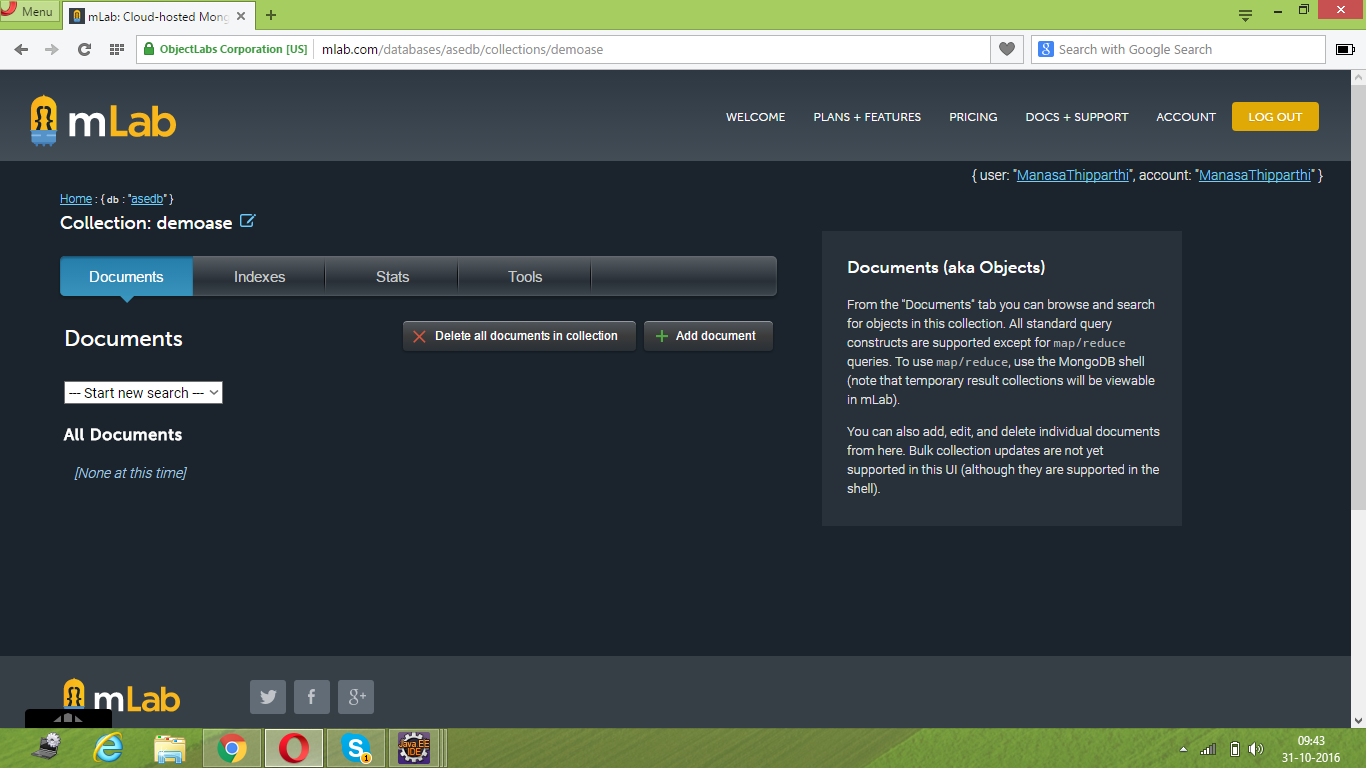 Menu
mLab: Cloud-hosted Mong
ObjectLabs Corporation [US]
mlab.com/databases/asedb/collections/demoase
Search with Google Search
mLab
WELCOME
PLANS + FEATURES
PRICING
DOCS + SUPPORT
ACCOUNT
LOG OUT
{ user: "ManasaThipparthi", account: "ManasaThipparthi" }
Home : { db : "asedb" }
Collection: demoase
Documents
Indexes
Stats
Tools
Documents
Delete all documents in collection
Add document
--- Start new search ---
All Documents
[None at this time]
Documents (aka Objects)
From the "Documents" tab you can browse and search
for objects in this collection. All standard query
constructs are supported except for map/reduce
queries. To use map/reduce, use the MongoDB shell
(note that temporary result collections will be viewable
in mLab).
You can also add, edit, and delete individual documents
from here. Bulk collection updates are not yet
supported in this UI (although they are supported in the
shell).
mLab
Java EE
IDE
1
09:43
31-10-2016